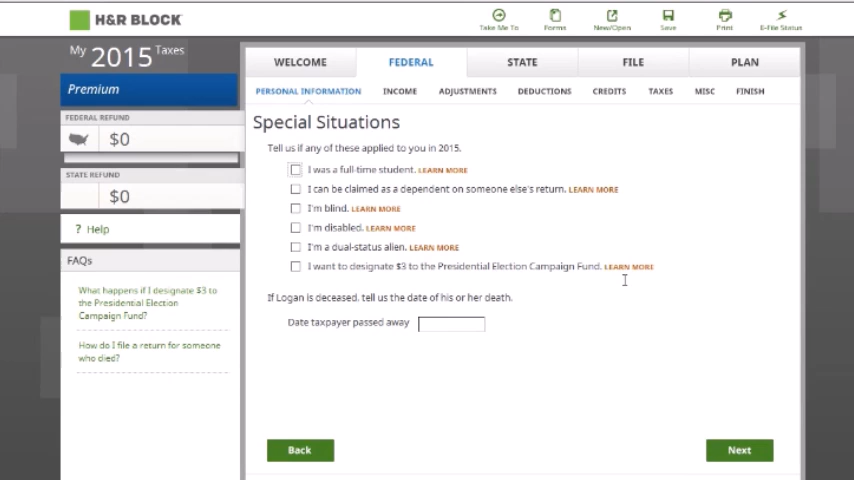 H&R BLOCK
Take Me To
Forms
New/Open
Save
Print
E-File Status
My 2015 Taxes
Premium
FEDERAL REFUND
$0
STATE REFUND
$0
? Help
FAQs
What happens if I designate $3 to
the Presidential Election
Campaign Fund?
How do I file a return for someone
who died?
WELCOME
FEDERAL
STATE
FILE
PLAN
PERSONAL INFORMATION
INCOME
ADJUSTMENTS
DEDUCTIONS
CREDITS
TAXES
MISC
FINISH
Special Situations
Tell us if any of these applied to you in 2015.
I was a full-time student. LEARN MORE
I can be claimed as a dependent on someone else's return. LEARN MORE
I'm blind. LEARN MORE
I'm disabled. LEARN MORE
I'm a dual-status alien. LEARN MORE
I want to designate $3 to the Presidential Election Campaign Fund. LEARN MORE
If Logan is deceased, tell us the date of his or her death.
Date taxpayer passed away
Back
Next